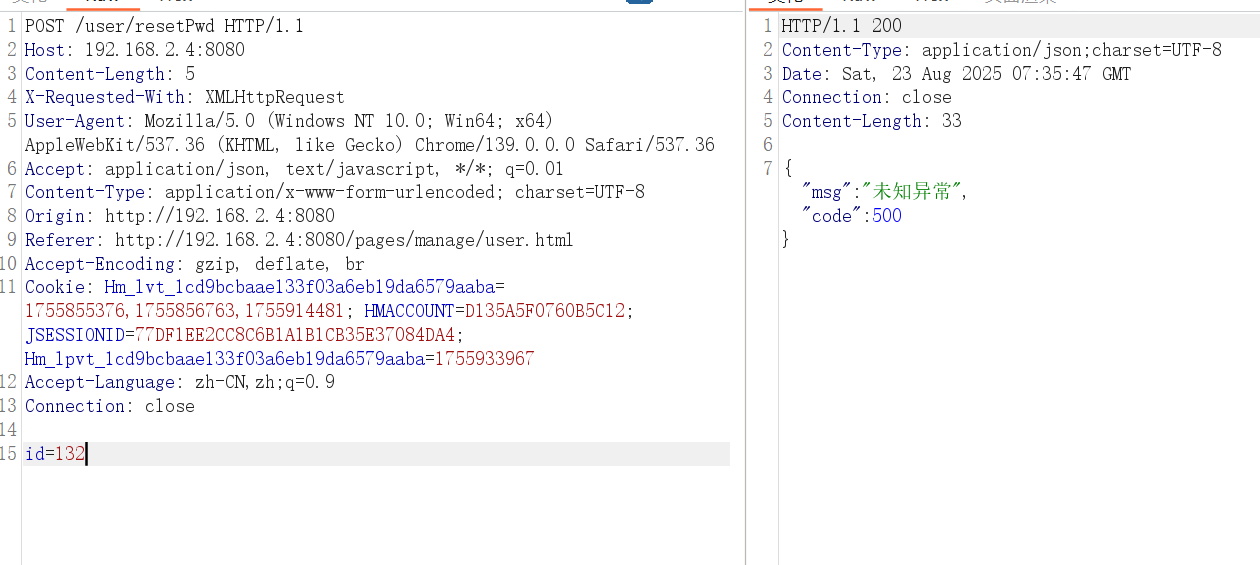 1 POST /user/resetPwd HTTP/1.1
2 Host: 192.168.2.4:8080
3 Content-Length: 5
4 X-Requested-With: XMLHttpRequest
5 User-Agent: Mozilla/5.0 (Windows NT 10.0; Win64; x64)
AppleWebKit/537.36 (KHTML, like Gecko) Chrome/139.0.0.0 Safari/537.36
6 Accept: application/json, text/javascript, */*; q=0.01
7 Content-Type: application/x-www-form-urlencoded; charset=UTF-8
8 Origin: http://192.168.2.4:8080
9 Referer: http://192.168.2.4:8080/pages/manage/user.html
10 Accept-Encoding: gzip, deflate, br
11 Cookie: Hm_lvt_1cd9bcbaae133f03a6eb19da6579aaba=
1755855376,1755856763,1755914481; HMACCOUNT=D135A5F0760B5C12;
JSESSIONID=77DF1EE2CC8C6B1A1B1CB35E37084DA4;
Hm_lpvt_1cd9bcbaae133f03a6eb19da6579aaba=1755933967
12 Accept-Language: zh-CN,zh;q=0.9
13 Connection: close
14
15 id=132
1 HTTP/1.1 200
2 Content-Type: application/json;charset=UTF-8
3 Date: Sat, 23 Aug 2025 07:35:47 GMT
4 Connection: close
5 Content-Length: 33
6
7 {
"msg":"未知异常",
"code":500
}